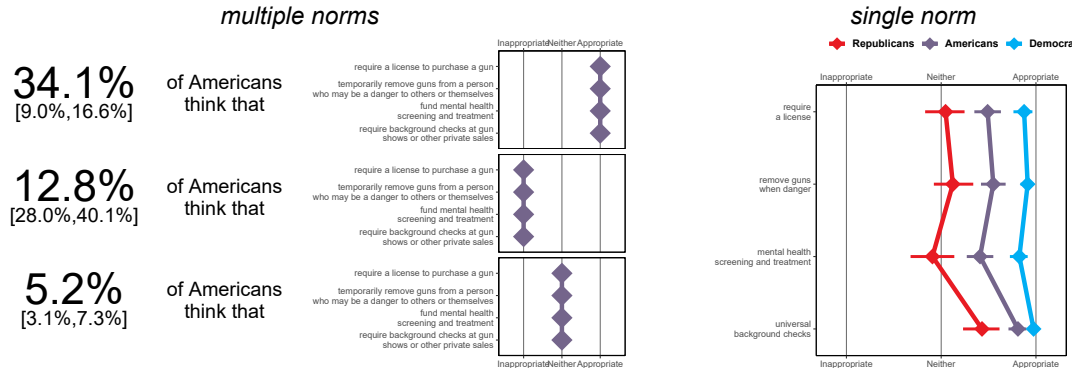 multiple norms
Inappropriate Neither Appropriate
34.1%
[9.0%,16.6%]
of Americans
think that
require a license to purchase a gun
temporarily remove guns from a person
who may be a danger to others or themselves
fund mental health
screening and treatment
require background checks at gun
shows or other private sales
12.8%
[28.0%,40.1%]
of Americans
think that
require a license to purchase a gun
temporarily remove guns from a person
who may be a danger to others or themselves
fund mental health
screening and treatment
require background checks at gun
shows or other private sales
5.2%
[3.1%,7.3%]
of Americans
think that
require a license to purchase a gun
temporarily remove guns from a person
who may be a danger to others or themselves
fund mental health
screening and treatment
require background checks at gun
shows or other private sales
Inappropriate Neither Appropriate
single norm
Republicans Americans Democra
Inappropriate Neither Appropriate
require
a license
remove guns
when danger
mental health
screening and treatment
universal
background checks
Inappropriate Neither Appropriate